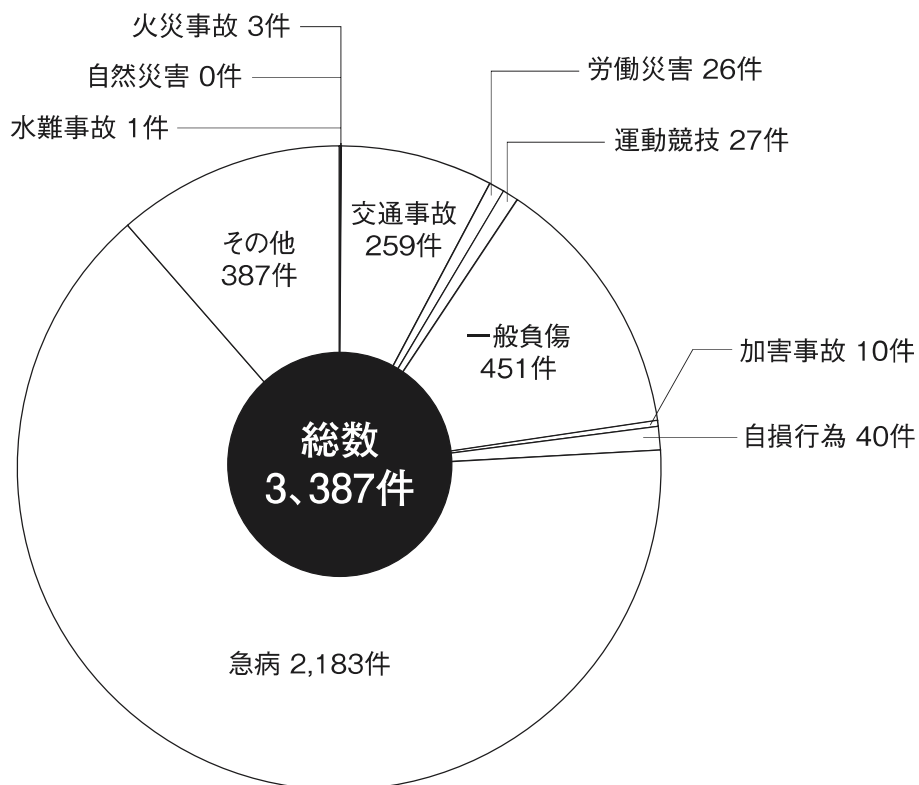 火災事故 3件
自然災害 0件
水難事故 1件
労働災害 26件
運動競技 27件
交通事故
259件
その他
387件
一般負傷
451件
加害事故 10件
自損行為 40件
総数
3、387件
急病 2,183件